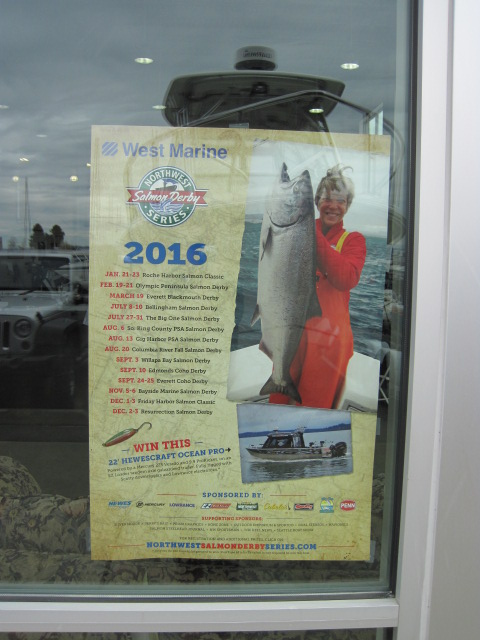 West Marine
NORTHWEST
Salmon Derby
SERIES
2016
JAN. 21-23 Roche Harbor Salmon Classic
FEB. 19-21 Olympic Peninsula Salmon Derby
MARCH 19 Everett Blackmouth Derby
JULY 8-10 Bellingham Salmon Derby
JULY 27-31 The Big One Salmon Derby
AUG. 6 So. King County PSA Salmon Derby
AUG. 13 Gig Harbor PSA Salmon Derby
AUG. 20 Columbia River Fall Salmon Derby
SEPT. 3 Willapa Bay Salmon Derby
SEPT. 10 Edmonds Coho Derby
SEPT. 24-25 Everett Coho Derby
NOV. 5-6 Bayside Marine Salmon Derby
DEC. 1-3 Friday Harbor Salmon Classic
DEC. 2-3 Resurrection Salmon Derby
WIN THIS
22' HEWESCRAFT OCEAN PRO
SPONSORED BY
HEWES MERCURY LOWRANCE PENN
SUPPORTING SPONSORS:
NORTHWESTSALMONDERBYSERIES.COM